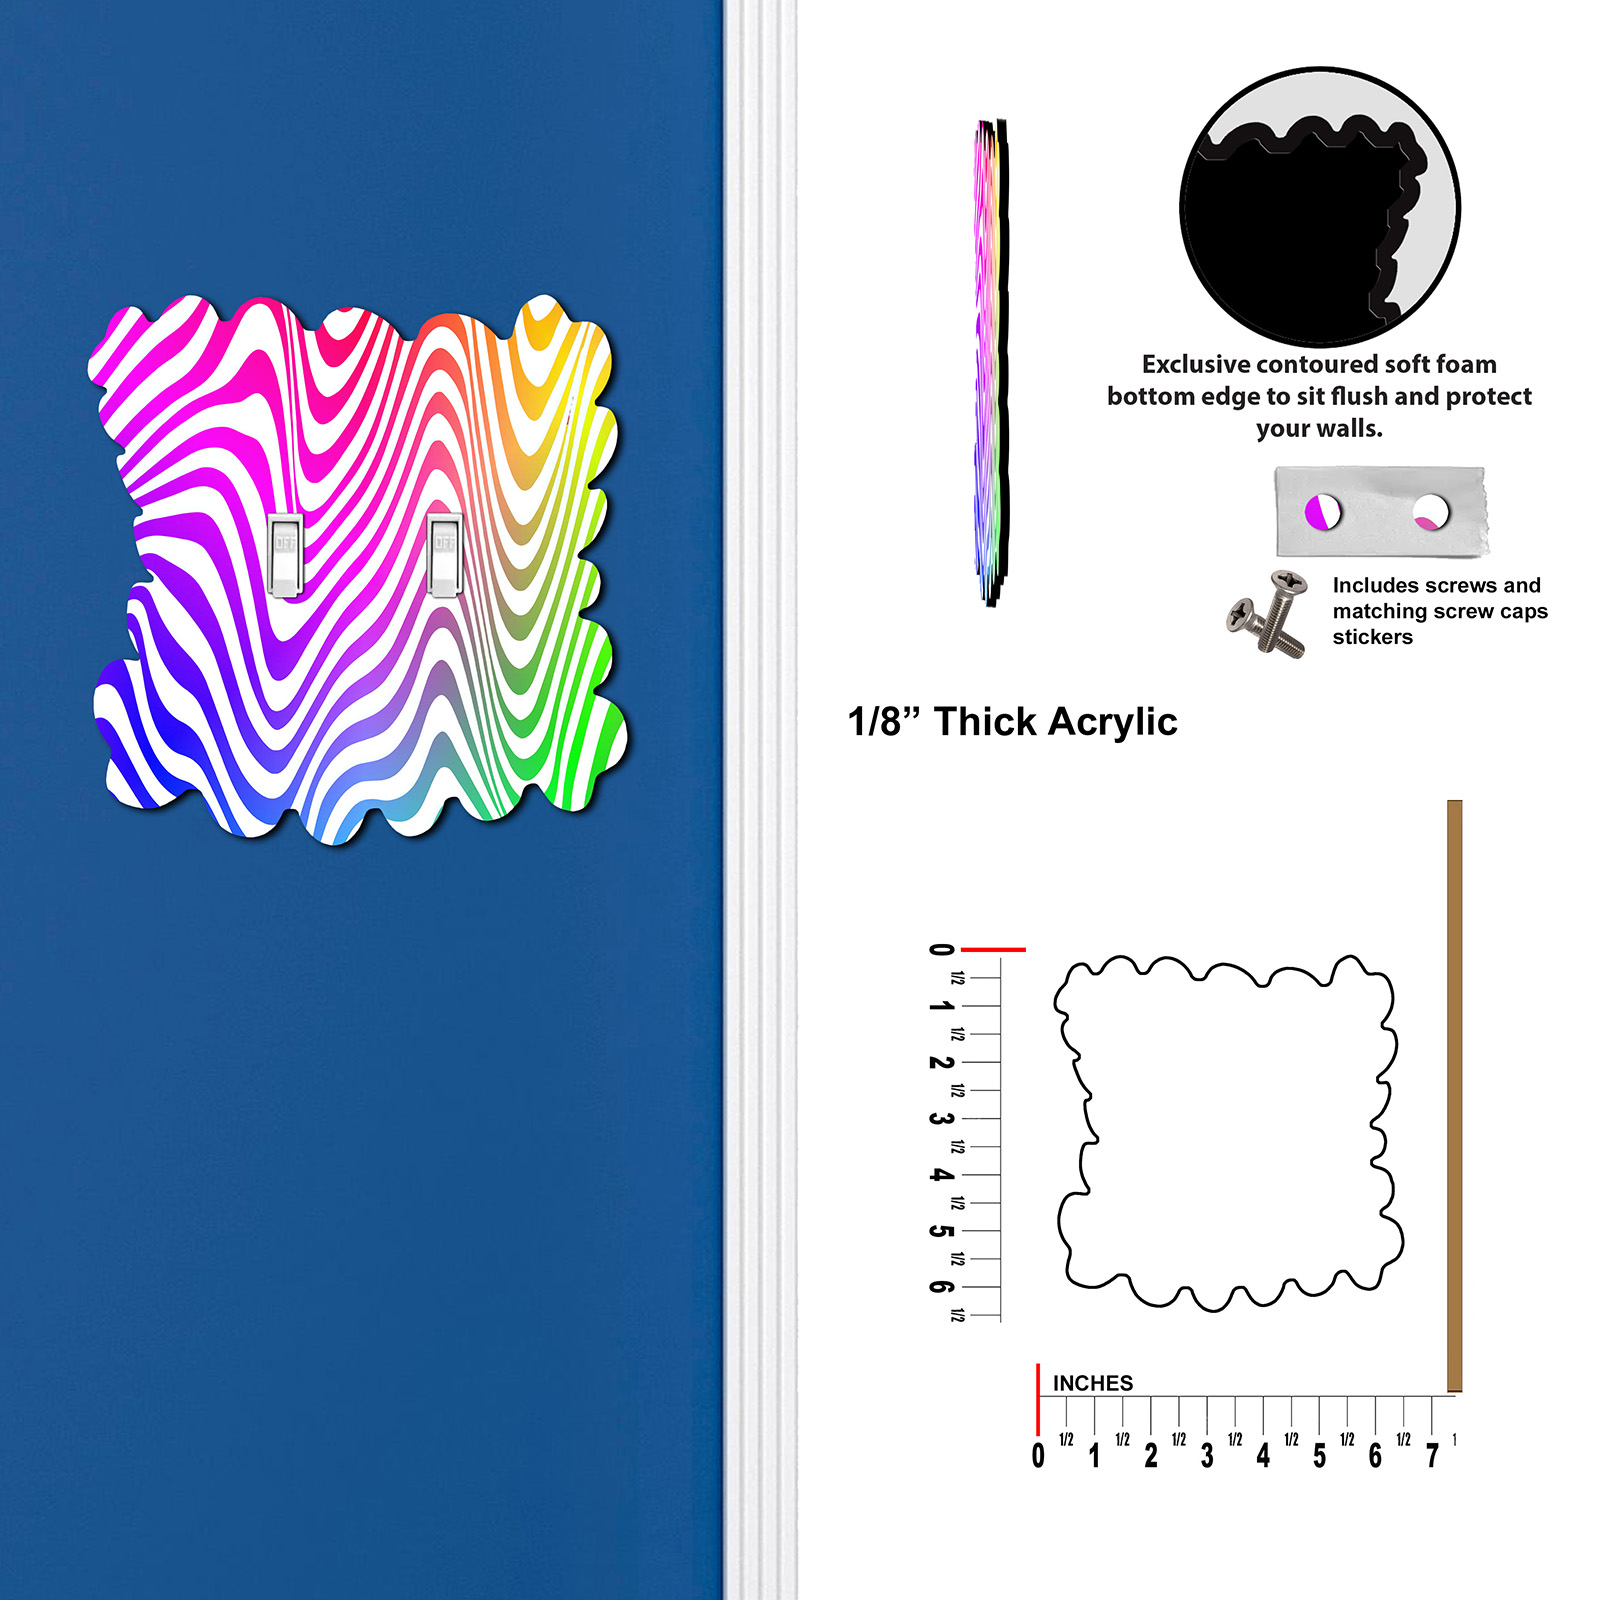 OFF
OFF
Exclusive contoured soft foam
bottom edge to sit flush and protect
your walls.
Includes screws and
matching screw caps
stickers
1/8” Thick Acrylic
0
1/2
1
1/2
2
1/2
3
1/2
4
1/2
5
1/2
6
1/2
INCHES
0 1/2 1 1/2 2 1/2 3 1/2 4 1/2 5 1/2 6 1/2 7 1